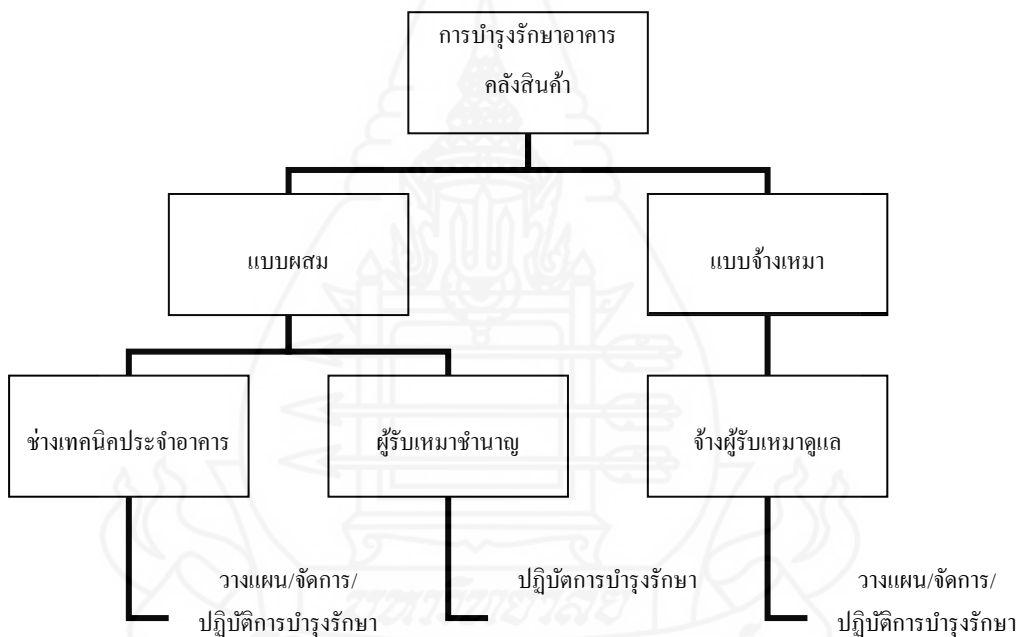 การบำรุงรักษาอาคาร
คลังสินค้า
แบบผสม
แบบจ้างเหมา
ช่างเทคนิคประจำอาคาร
ผู้รับเหมาชำนาญ
จ้างผู้รับเหมาดูแล
วางแผน/จัดการ/
ปฏิบัติการบำรุงรักษา
ปฏิบัตการบำรุงรักษา
วางแผน/จัดการ/
ปฏิบัติการบำรุงรักษา